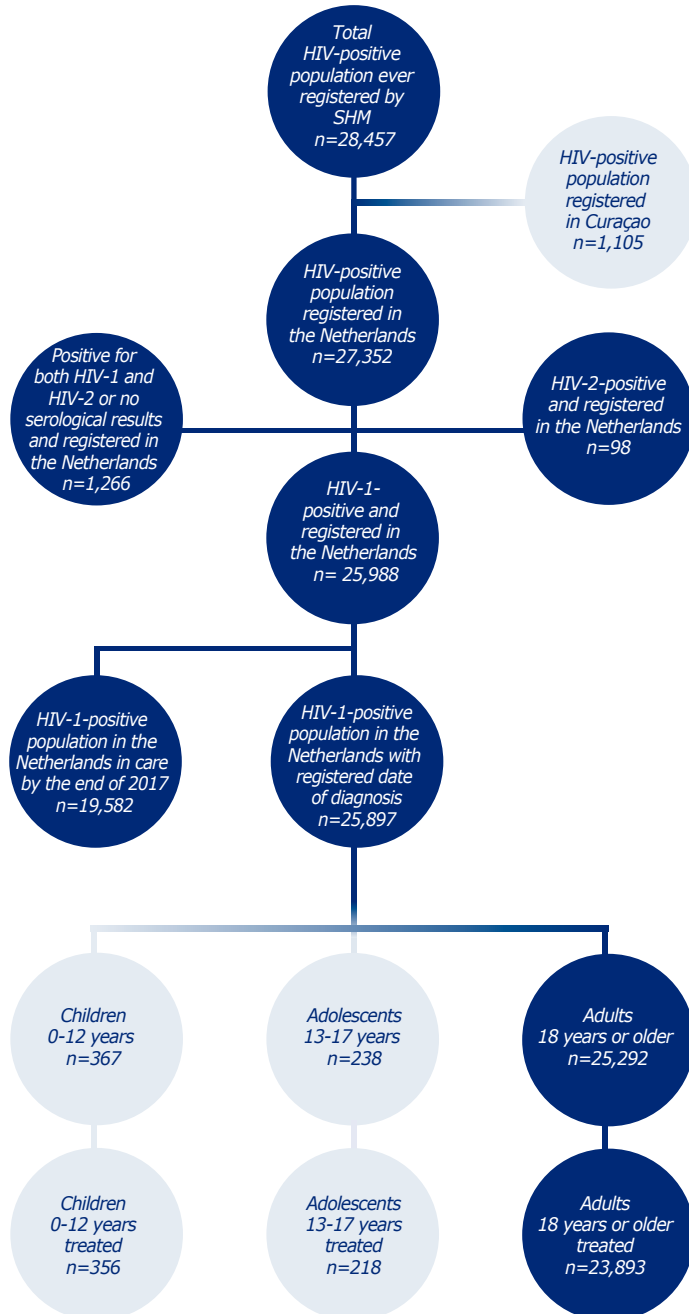 Total
HIV-positive
population ever
registered by
SHM
n=28,457
HIV-positive
population
registered
in Curaçao
n=1,105
HIV-positive
population
registered in
the Netherlands
n=27,352
Positive for
both HIV-1 and
HIV-2 or no
serological results
and registered in
the Netherlands
n=1,266
HIV-2-positive
and registered
in the Netherlands
n=98
HIV-1-
positive and
registered in
the Netherlands
n= 25,988
HIV-1-positive
population in the
Netherlands in care
by the end of 2017
n=19,582
HIV-1-positive
population in the
Netherlands with
registered date
of diagnosis
n=25,897
Children
0-12 years
n=367
Adolescents
13-17 years
n=238
Adults
18 years or older
n=25,292
Children
0-12 years
treated
n=356
Adolescents
13-17 years
treated
n=218
Adults
18 years or older
treated
n=23,893